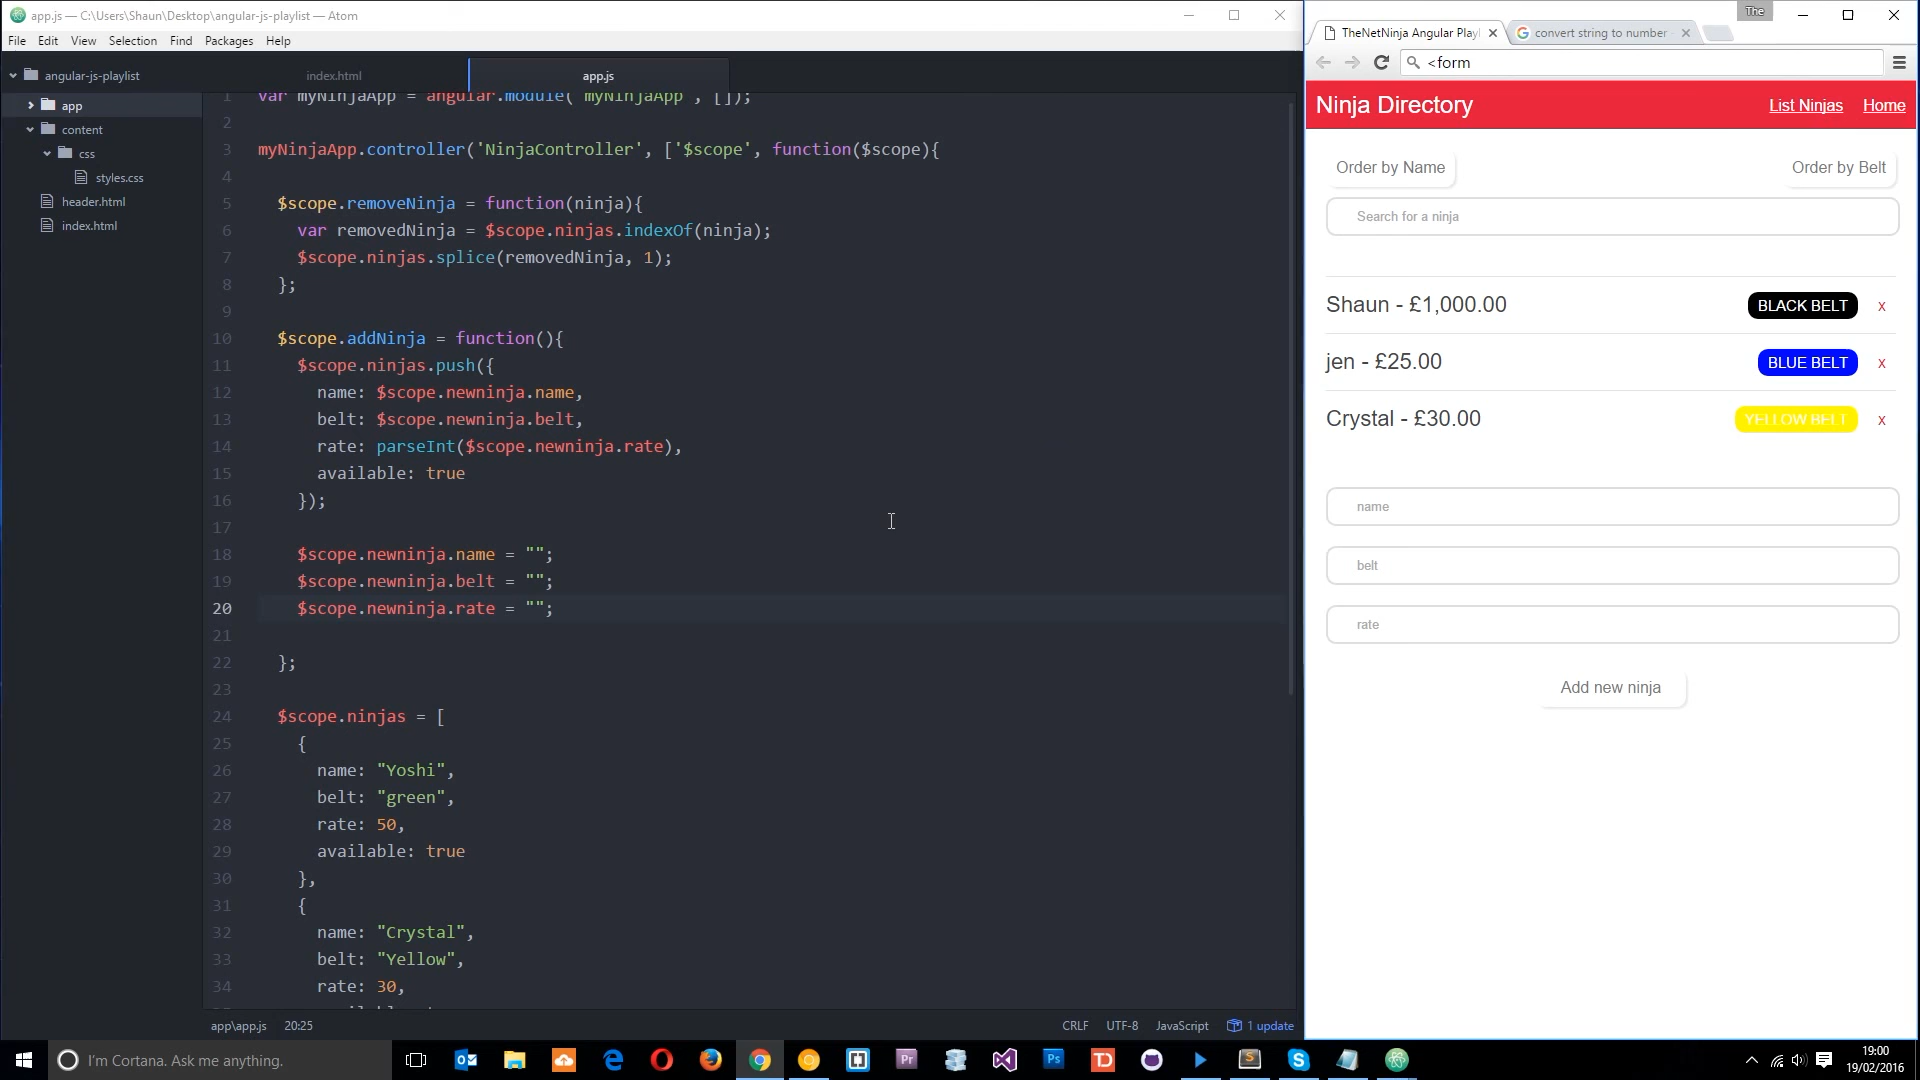 app.js — C:\Users\Shaun\Desktop\angular-js-playlist — Atom
File Edit View Selection Find Packages Help
angular-js-playlist
app
content
css
styles.css
header.html
index.html
index.html
app.js
1 var myNinjaApp = angular.module('myNinjaApp', []);
2
3 myNinjaApp.controller('NinjaController', ['$scope', function($scope){
4
5 $scope.removeNinja = function(ninja){
6 var removedNinja = $scope.ninjas.indexOf(ninja);
7 $scope.ninjas.splice(removedNinja, 1);
8 };
9
10 $scope.addNinja = function(){
11 $scope.ninjas.push({
12 name: $scope.newninja.name,
13 belt: $scope.newninja.belt,
14 rate: parseInt($scope.newninja.rate),
15 available: true
16 });
17
18 $scope.newninja.name = "";
19 $scope.newninja.belt = "";
20 $scope.newninja.rate = "";
21
22 };
23
24 $scope.ninjas = [
25 {
26 name: "Yoshi",
27 belt: "green",
28 rate: 50,
29 available: true
30 },
31 {
32 name: "Crystal",
33 belt: "Yellow",
34 rate: 30,
app\app.js 20:25
CRLF UTF-8 JavaScript 1 update
The
TheNetNinja Angular Play
convert string to number
<form
Ninja Directory
List Ninjas Home
Order by Name
Order by Belt
Search for a ninja
Shaun - £1,000.00 BLACK BELT x
jen - £25.00 BLUE BELT x
Crystal - £30.00 YELLOW BELT x
name
belt
rate
Add new ninja
I'm Cortana. Ask me anything.
19:00
19/02/2016